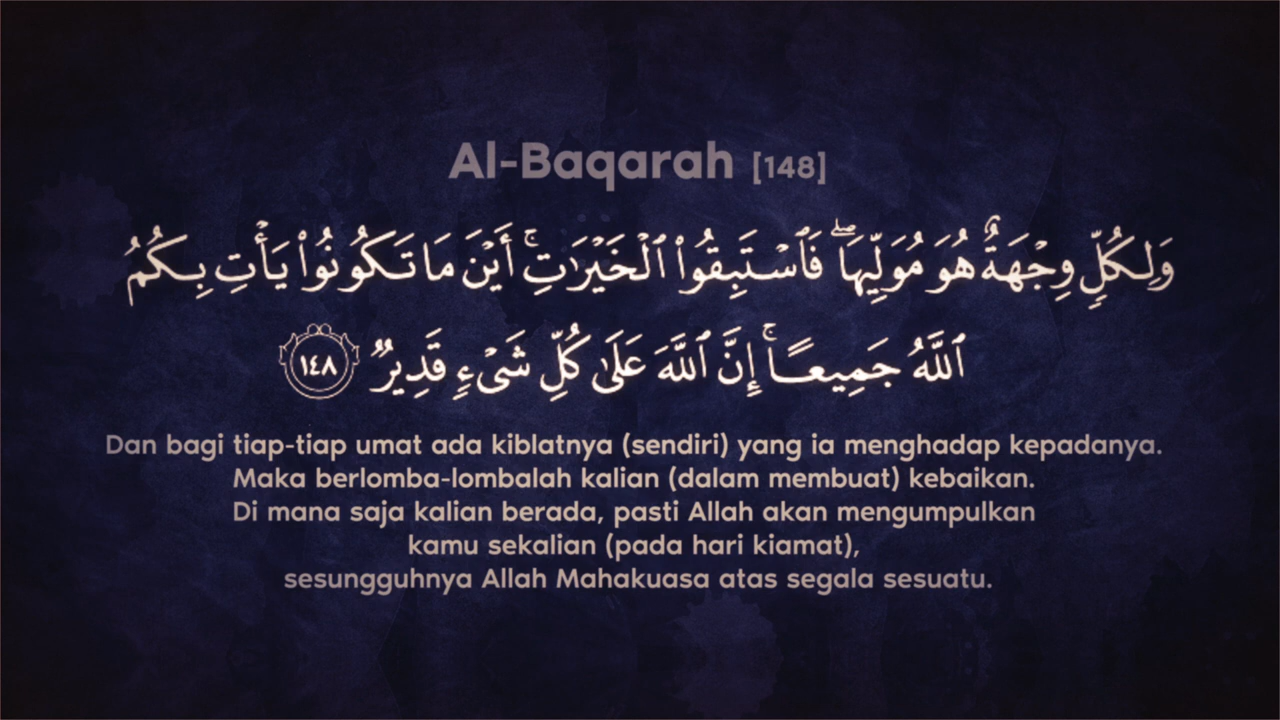 Al-Baqarah [148]
وَلِكُلٍّ وِجْهَةٌ هُوَ مُوَلِّيهَا ۖ فَٱسْتَبِقُوا۟ ٱلْخَيْرَٰتِ ۚ أَيْنَ مَا تَكُونُوا۟ يَأْتِ بِكُمُ
ٱللَّهُ جَمِيعًا ۚ إِنَّ ٱللَّهَ عَلَىٰ كُلِّ شَىْءٍ قَدِيرٌ ١٤٨
Dan bagi tiap-tiap umat ada kiblatnya (sendiri) yang ia menghadap kepadanya.
Maka berlomba-lombalah kalian (dalam membuat) kebaikan.
Di mana saja kalian berada, pasti Allah akan mengumpulkan
kamu sekalian (pada hari kiamat),
sesungguhnya Allah Mahakuasa atas segala sesuatu.